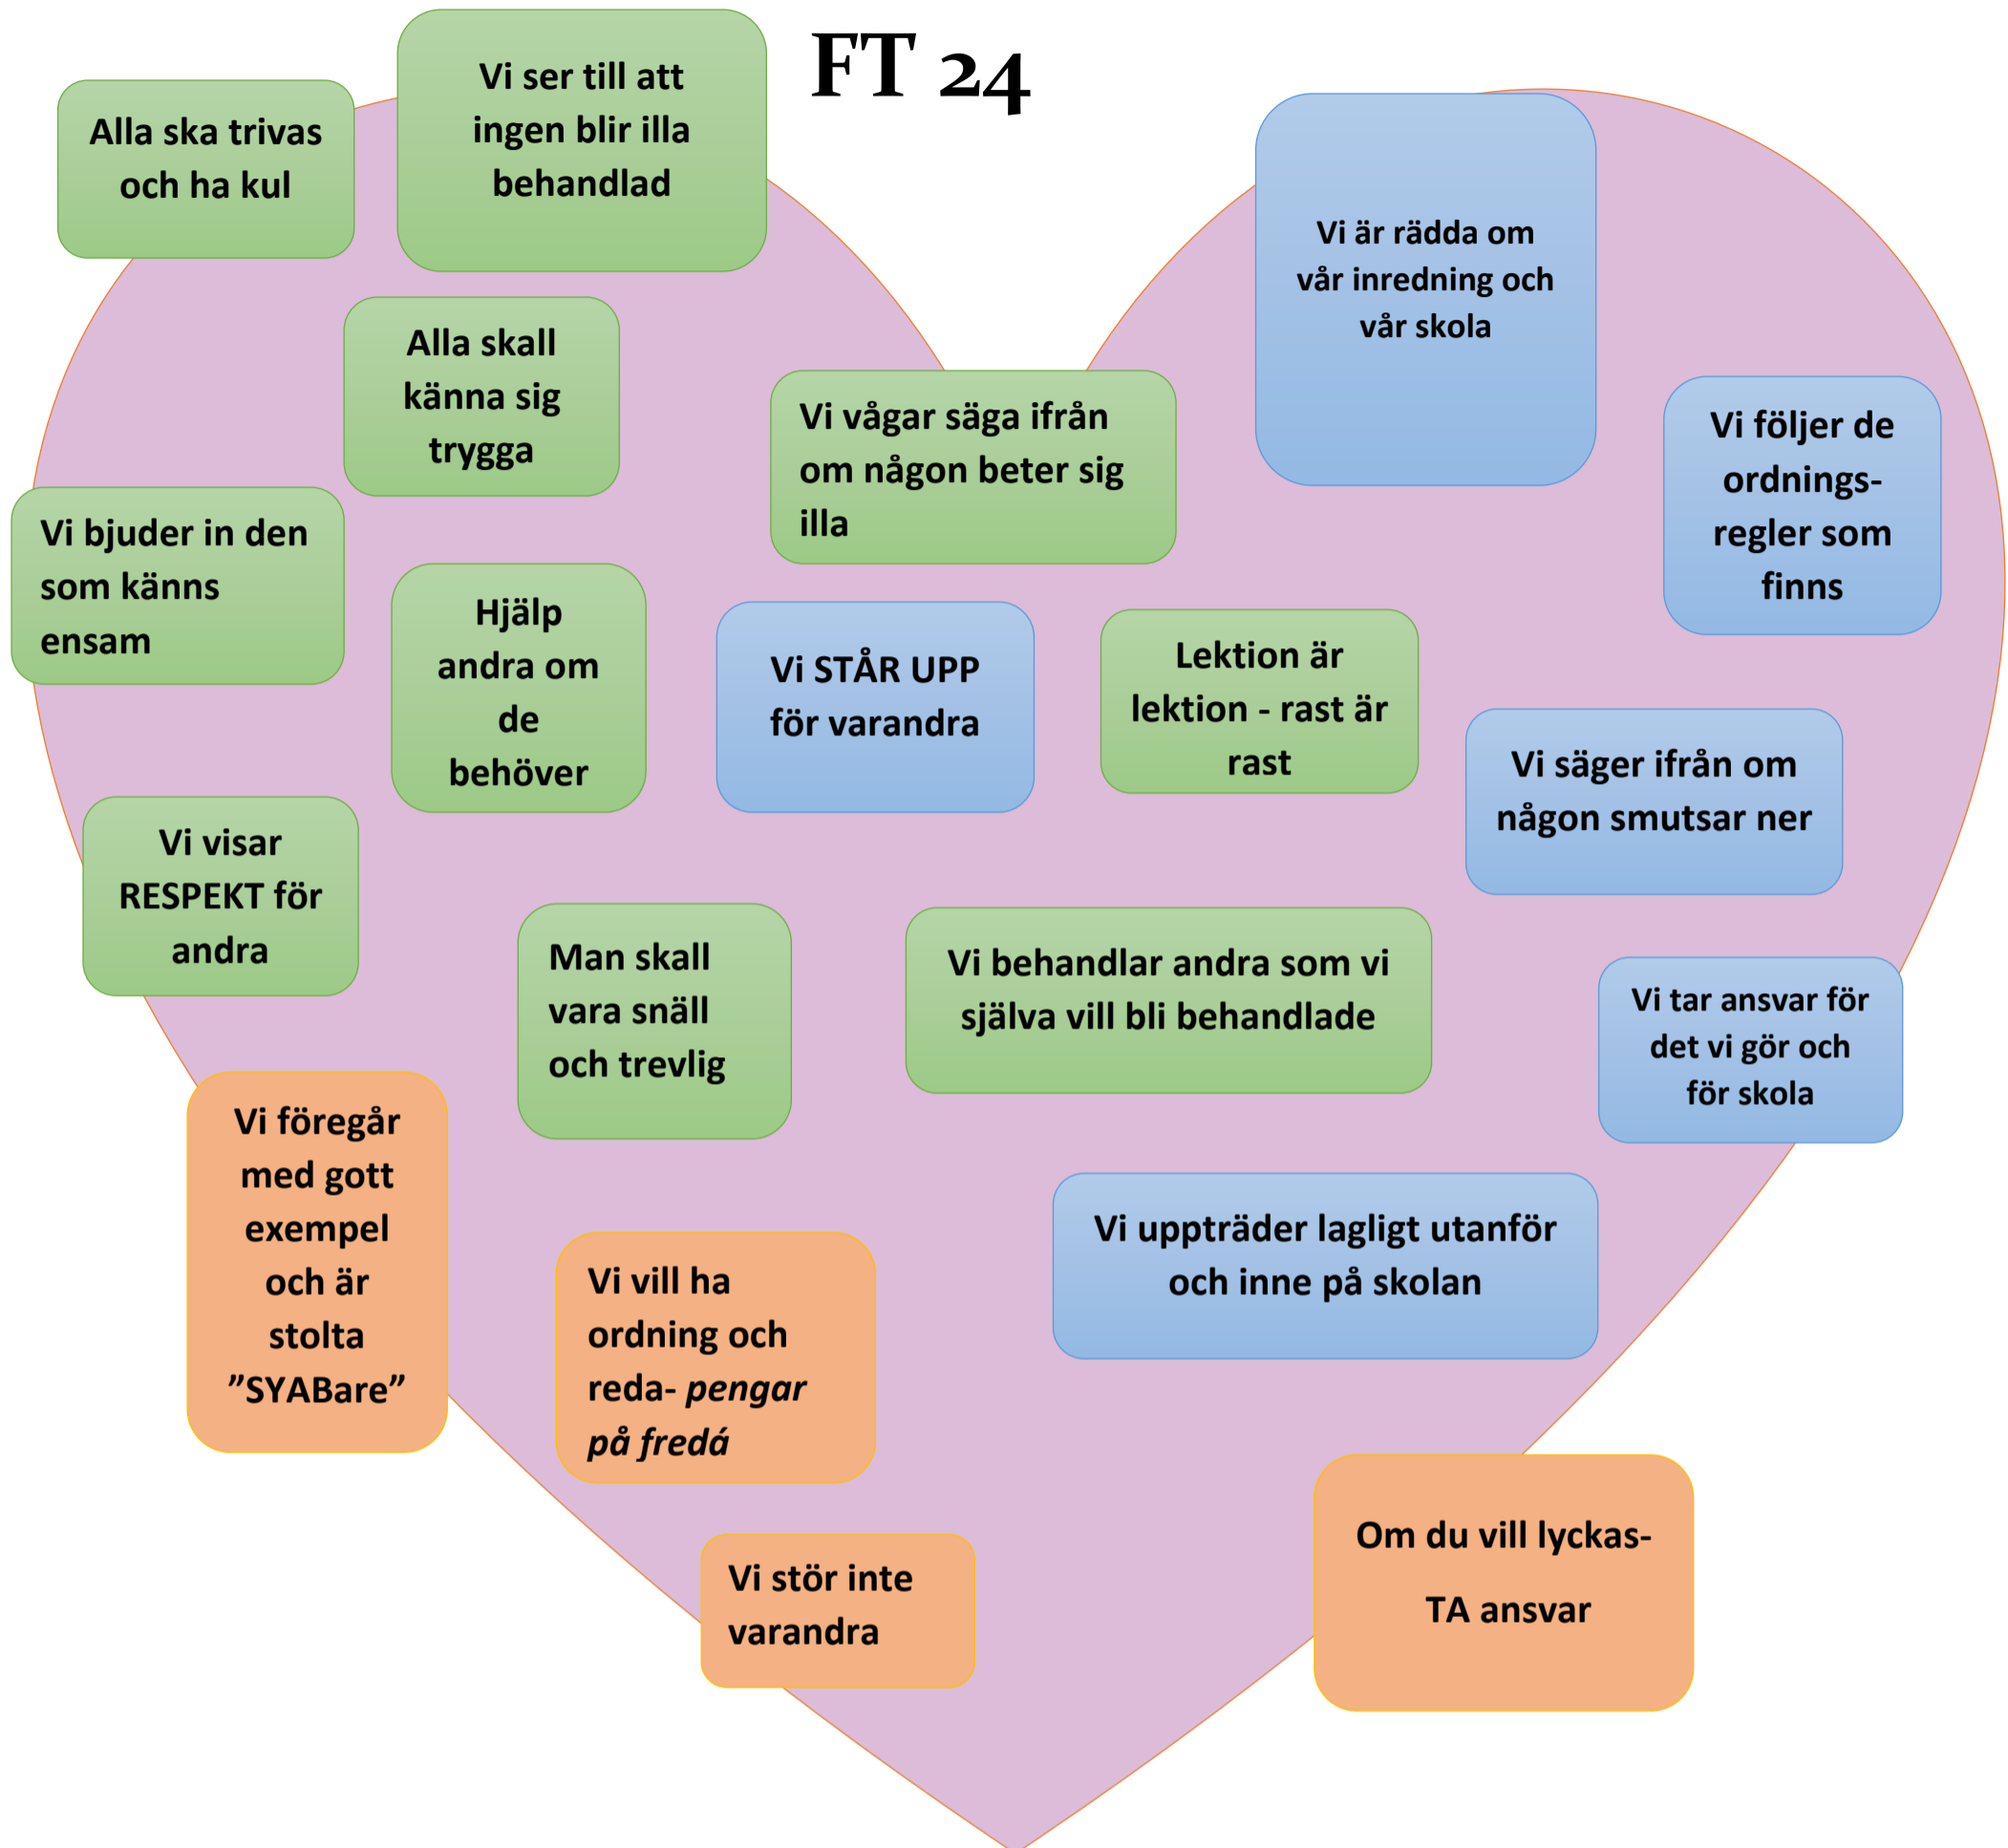 FT 24
Alla ska trivas
och ha kul
Vi ser till att
ingen blir illa
behandlad
Vi är rädda om
vår inredning och
vår skola
Alla skall
känna sig
trygga
Vi vågar säga ifrån
om någon beter sig
illa
Vi följer de
ordnings-
regler som
finns
Vi bjuder in den
som känns
ensam
Hjälp
andra om
de
behöver
Vi STÅR UPP
för varandra
Lektion är
lektion - rast är
rast
Vi säger ifrån om
någon smutsar ner
Vi visar
RESPEKT för
andra
Man skall
vara snäll
och trevlig
Vi behandlar andra som vi
själva vill bli behandlade
Vi tar ansvar för
det vi gör och
för skola
Vi föregår
med gott
exempel
och är
stolta
”SYABare”
Vi vill ha
ordning och
reda- pengar
på fredá
Vi uppträder lagligt utanför
och inne på skolan
Vi stör inte
varandra
Om du vill lyckas-
TA ansvar